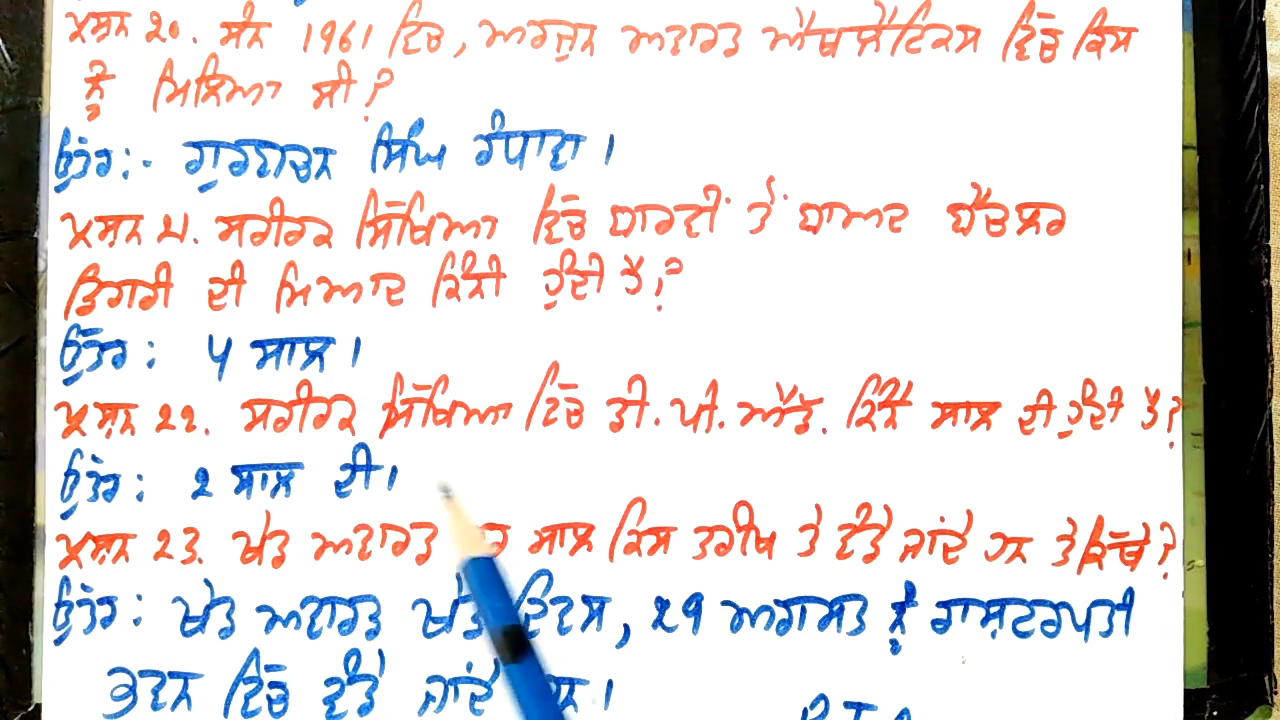 ਪ੍ਰਸ਼ਨ 20. ਸੰਨ 1961 ਵਿਚ, ਅਰਜੁਨ ਅਵਾਰਡ ਐਥਲੈਟਿਕਸ ਵਿੱਚ ਕਿਸ
ਨੂੰ ਮਿਲਿਆ ਸੀ?
ਉੱਤਰ:- ਗੁਰਬਚਨ ਸਿੰਘ ਰੰਧਾਵਾ।
ਪ੍ਰਸ਼ਨ 21. ਸਰੀਰਕ ਸਿੱਖਿਆ ਵਿੱਚ ਬਾਰਵੀਂ ਤੋਂ ਬਾਅਦ ਬੈਚਲਰ
ਡਿਗਰੀ ਦੀ ਮਿਆਦ ਕਿੰਨੀ ਹੁੰਦੀ ਹੈ?
ਉੱਤਰ: 4 ਸਾਲ।
ਪ੍ਰਸ਼ਨ 22. ਸਰੀਰਕ ਸਿੱਖਿਆ ਵਿੱਚ ਡੀ.ਪੀ.ਐੱਡ. ਕਿੰਨੇ ਸਾਲ ਦੀ ਹੁੰਦੀ ਹੈ?
ਉੱਤਰ: 2 ਸਾਲ ਦੀ।
ਪ੍ਰਸ਼ਨ 23. ਖੇਡ ਅਵਾਰਡ ਸਾਲ ਕਿਸ ਤਰੀਖ ਤੇ ਦਿੱਤੇ ਜਾਂਦੇ ਹਨ ਤੇ ਕਿੱਥੇ?
ਉੱਤਰ: ਖੇਡ ਅਵਾਰਡ ਖੇਡ ਦਿਵਸ, 29 ਅਗਸਤ ਨੂੰ ਰਾਸ਼ਟਰਪਤੀ
ਭਵਨ ਵਿੱਚ ਦਿੱਤੇ ਜਾਂਦੇ ਹਨ।